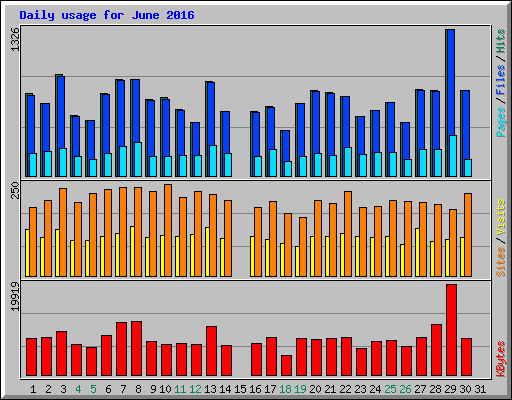 Daily usage for June 2016
1326
Pages / Files / Hits
250
Sites / Visits
19919
KBytes
1 2 3 4 5 6 7 8 9 10 11 12 13 14 15 16 17 18 19 20 21 22 23 24 25 26 27 28 29 30 31